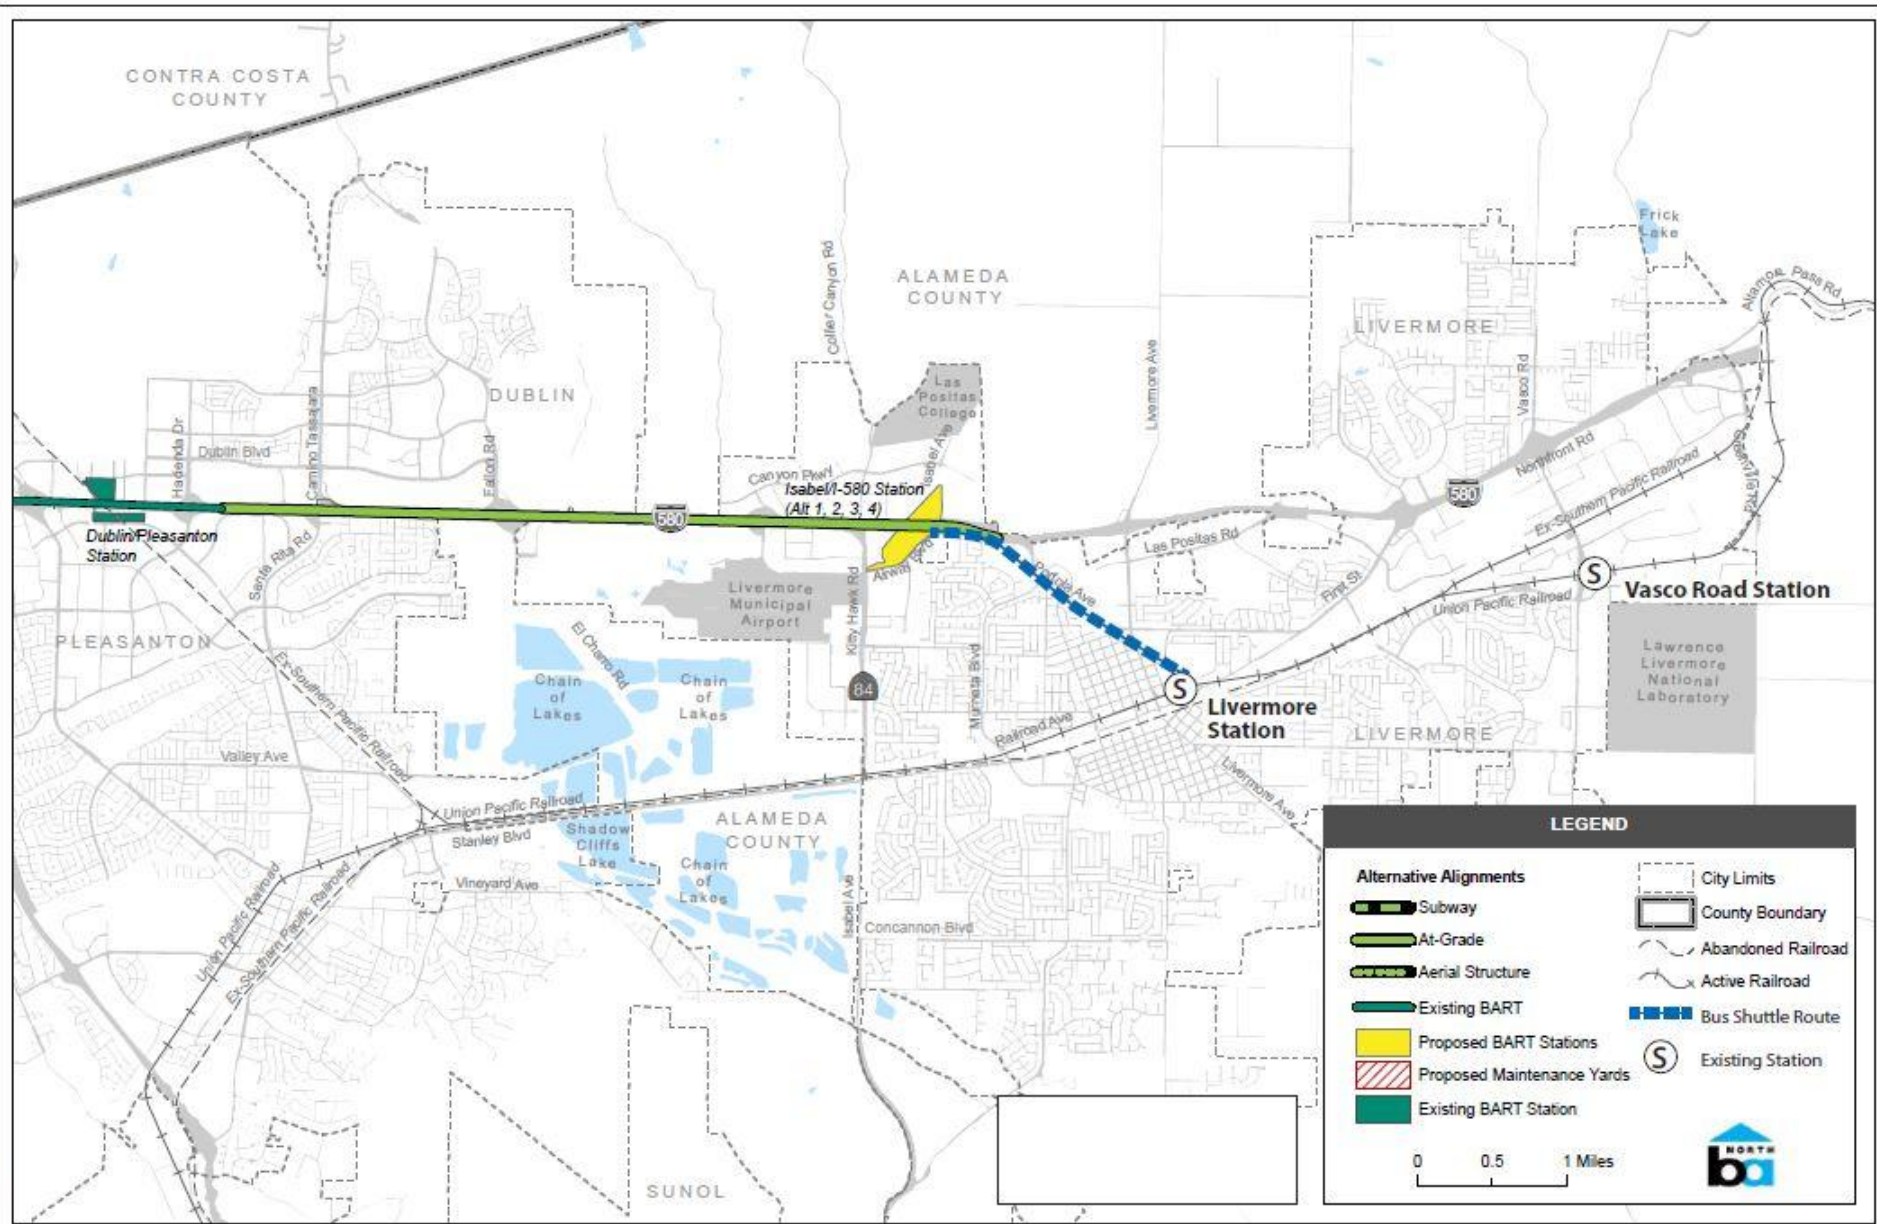 CONTRA COSTA
COUNTY
Frick
Lake
ALAMEDA
COUNTY
Collier Canyon Rd
Altamont Pass Rd
LIVERMORE
Livermore Ave
Vasco Rd
DUBLIN
Las
Positas
College
Hacienda Dr
Dublin Blvd
Camino Tassajara
Fallon Rd
Canyon Pkwy
Isabel Ave
Isabel/I-580 Station
(Alt 1, 2, 3, 4)
580
580
Northfront Rd
Greenville Rd
Ex-Southern Pacific Railroad
Dublin/Pleasanton
Station
Santa Rita Rd
Airway Blvd
Las Positas Rd
Portola Ave
First St
Union Pacific Railroad
S
Vasco Road Station
Livermore
Municipal
Airport
Kitty Hawk Rd
PLEASANTON
El Charro Rd
Ex-Southern Pacific Railroad
Chain
of
Lakes
Chain
of
Lakes
84
Murrieta Blvd
Railroad Ave
S
Livermore
Station
LIVERMORE
Lawrence
Livermore
National
Laboratory
Valley Ave
Livermore Ave
Union Pacific Railroad
Stanley Blvd
Shadow
Cliffs
Lake
ALAMEDA
COUNTY
Chain
of
Lakes
Vineyard Ave
Union Pacific Railroad
Ex-Southern Pacific Railroad
Isabel Ave
Concannon Blvd
SUNOL
LEGEND
Alternative Alignments
Subway
At-Grade
Aerial Structure
Existing BART
Proposed BART Stations
Proposed Maintenance Yards
Existing BART Station
City Limits
County Boundary
Abandoned Railroad
Active Railroad
Bus Shuttle Route
S
Existing Station
0 0.5 1 Miles
NORTH
ba